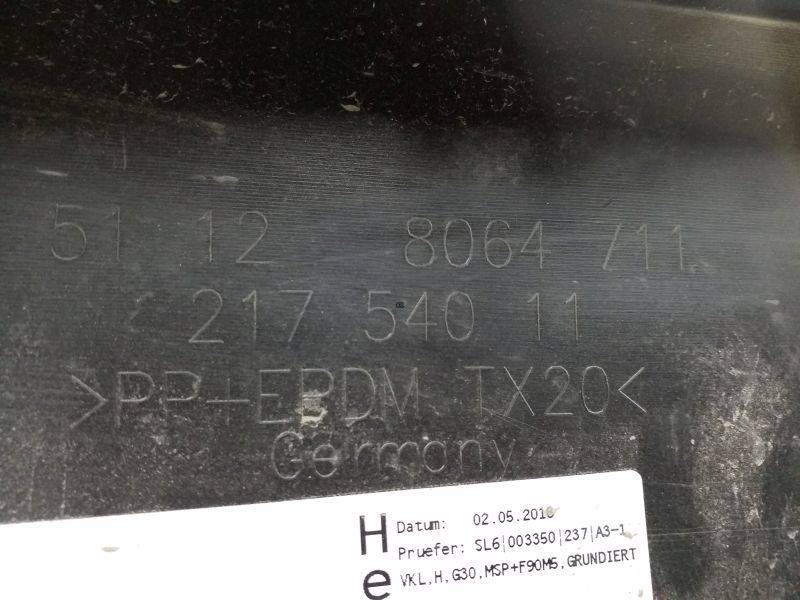 51 12 8064 711
217 540 11
>PP+EPDM TX20<
Germany
H Datum: 02.05.2018
Pruefer: SL6|003350|237|A3-1
e VKL,H,G30,MSP+F90M5,GRUNDIERT